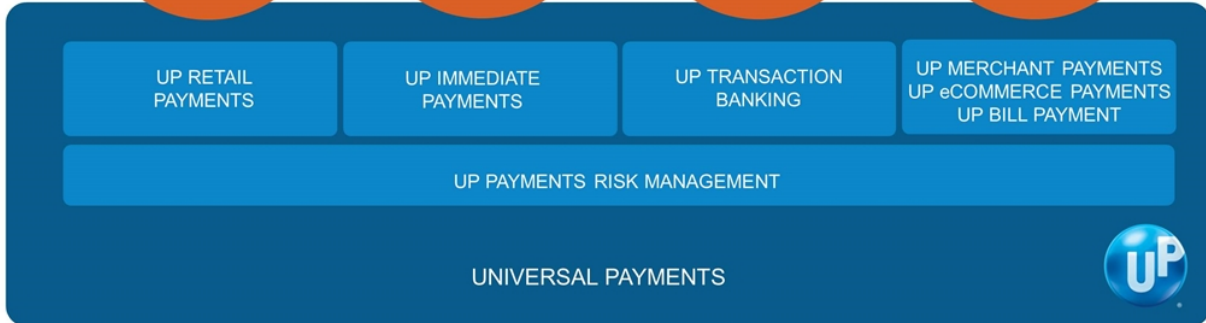 UP RETAIL
PAYMENTS
UP IMMEDIATE
PAYMENTS
UP TRANSACTION
BANKING
UP MERCHANT PAYMENTS
UP eCOMMERCE PAYMENTS
UP BILL PAYMENT
UP PAYMENTS RISK MANAGEMENT
UNIVERSAL PAYMENTS
UP